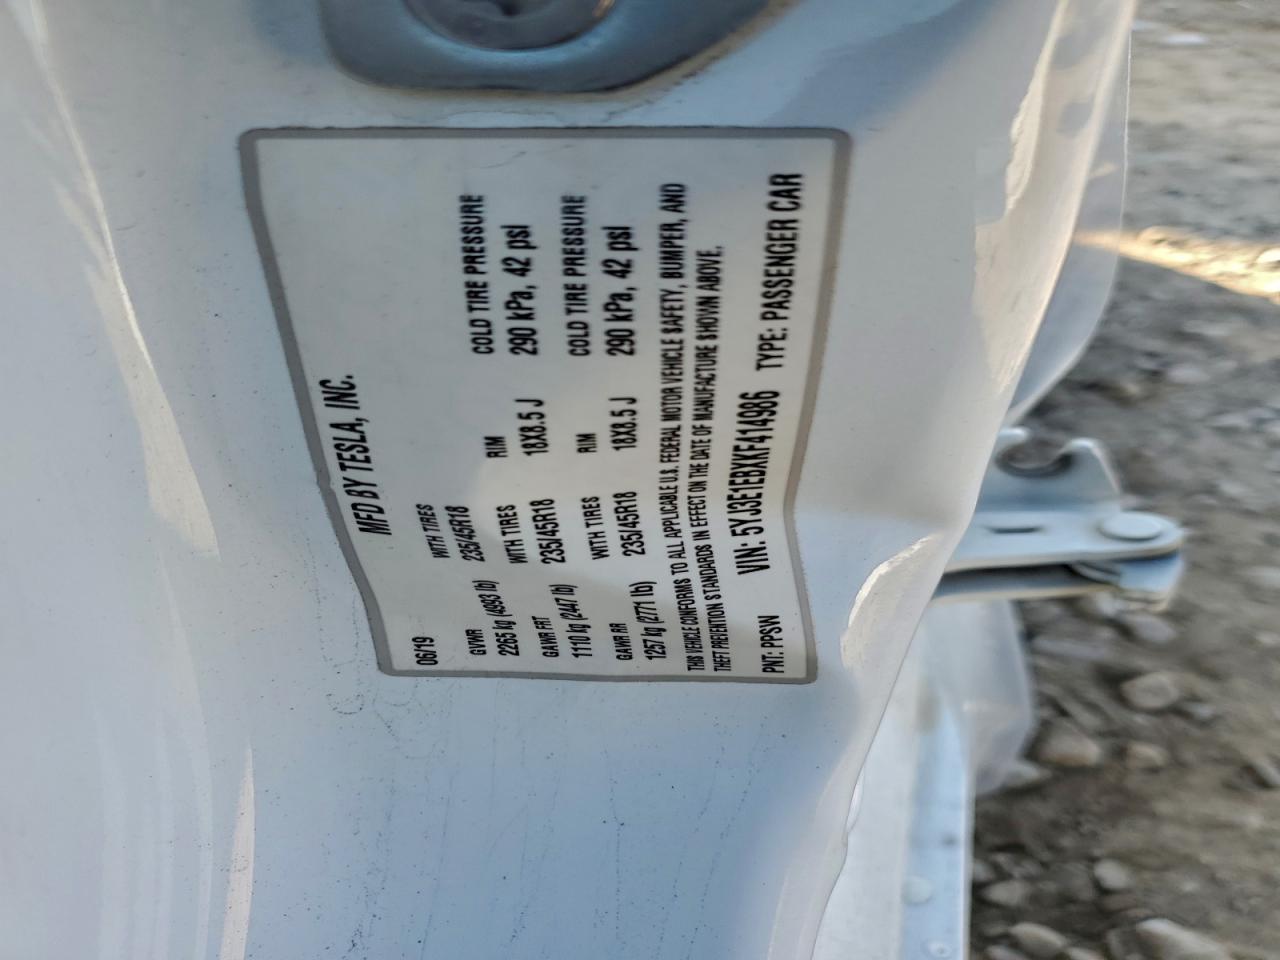 MFD BY TESLA, INC.
06/19
GVWR WITH TIRES RIM COLD TIRE PRESSURE
2265 kg (4993 lb) 235/45R18 18X8.5 J 290 kPa, 42 psi
GAWR FRT WITH TIRES RIM COLD TIRE PRESSURE
1110 kg (2447 lb) 235/45R18 18X8.5 J 290 kPa, 42 psi
GAWR RR WITH TIRES
1257 kg (2771 lb) 235/45R18
THIS VEHICLE CONFORMS TO ALL APPLICABLE U.S. FEDERAL MOTOR VEHICLE SAFETY, BUMPER, AND
THEFT PREVENTION STANDARDS IN EFFECT ON THE DATE OF MANUFACTURE SHOWN ABOVE.
VIN: 5YJ3E1EBXKF414986 TYPE: PASSENGER CAR
PNT: PPSW